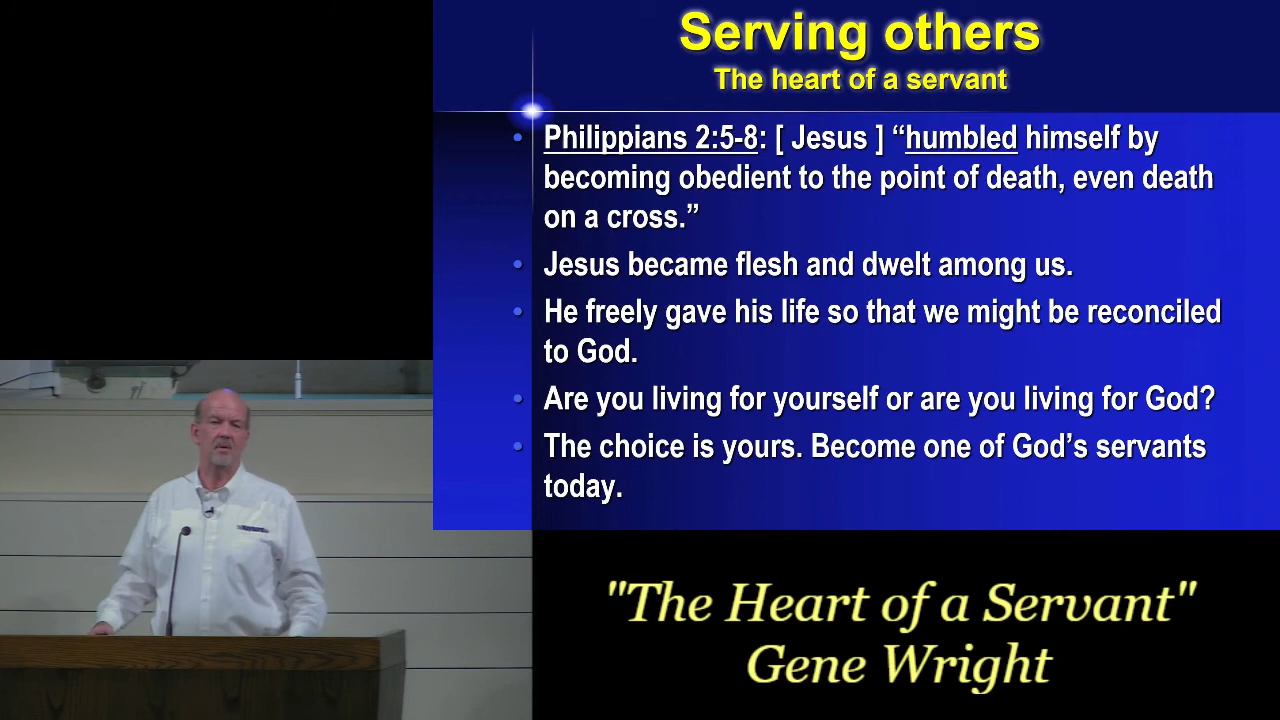 Serving others
The heart of a servant
• Philippians 2:5-8: [ Jesus ] “humbled himself by
becoming obedient to the point of death, even death
on a cross.”
• Jesus became flesh and dwelt among us.
• He freely gave his life so that we might be reconciled
to God.
• Are you living for yourself or are you living for God?
• The choice is yours. Become one of God’s servants
today.
"The Heart of a Servant"
Gene Wright